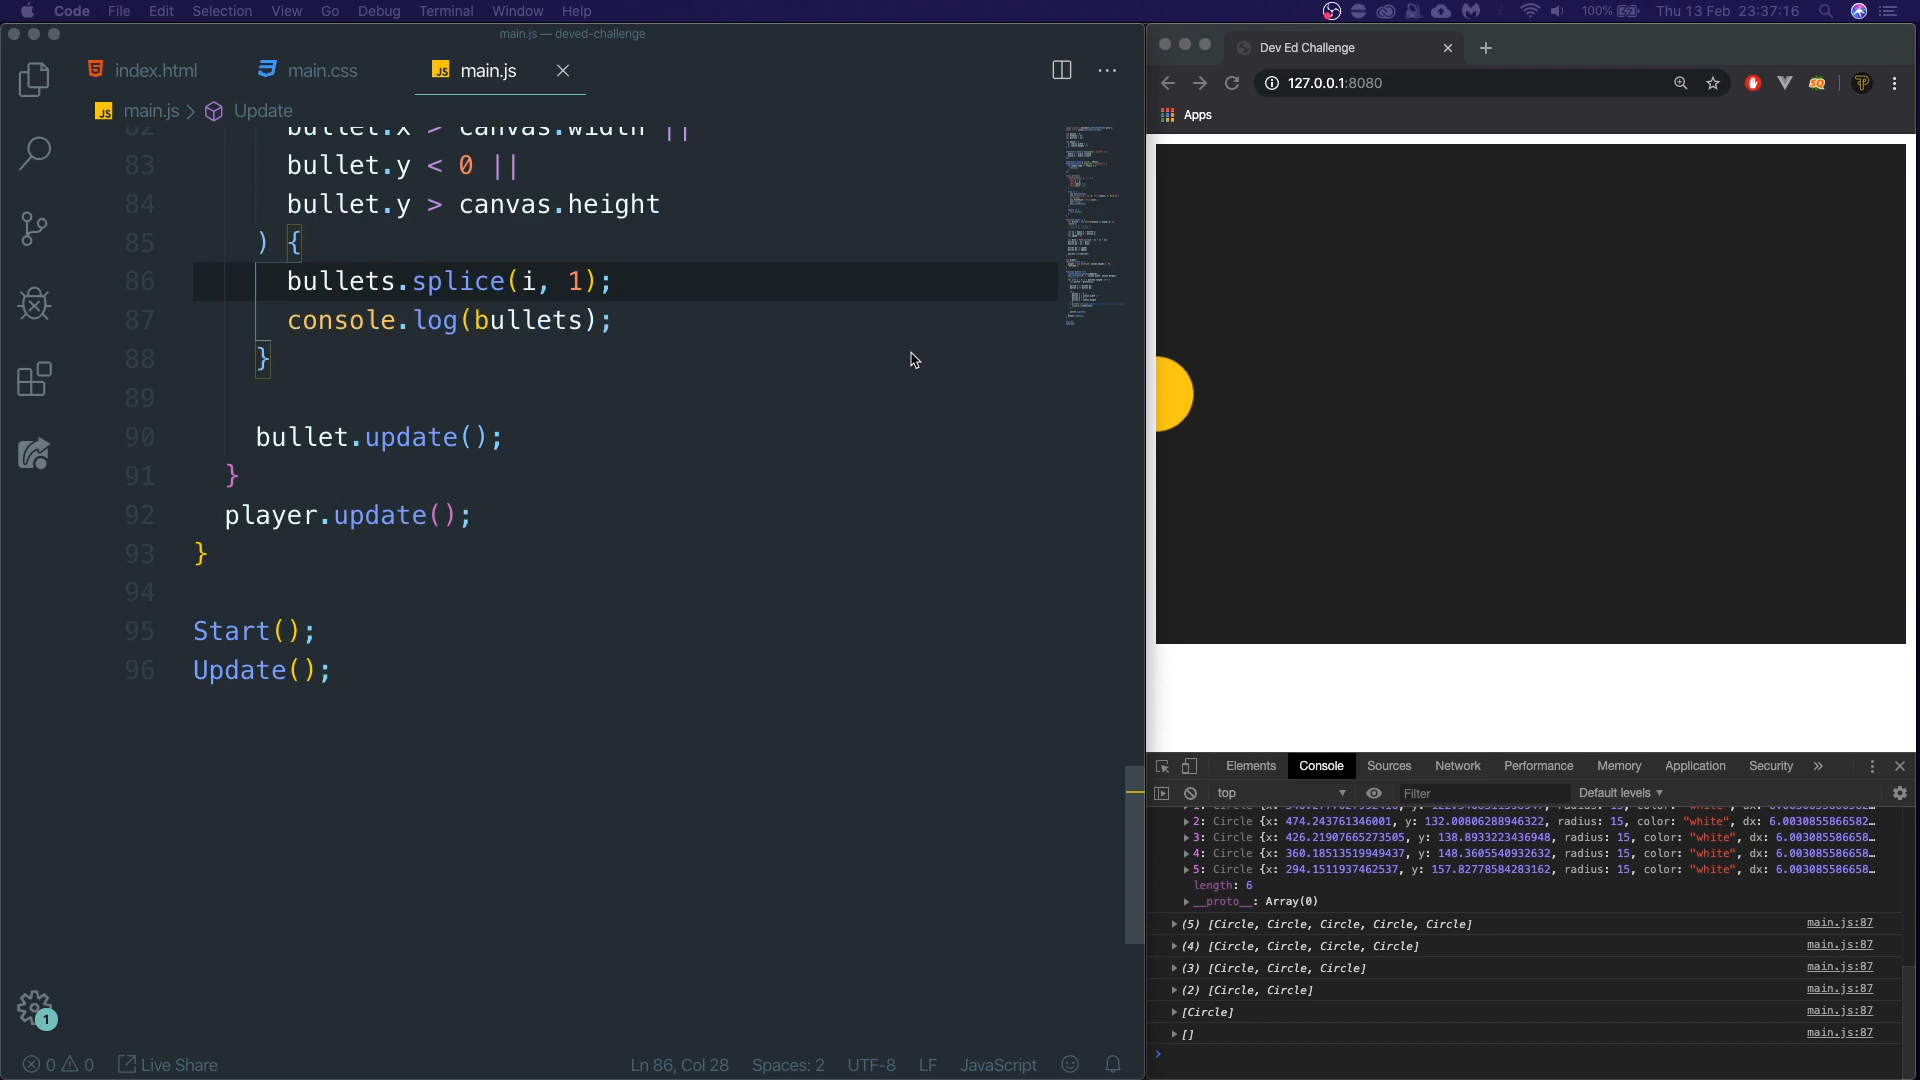 Code File Edit Selection View Go Debug Terminal Window Help
100% Thu 13 Feb 23:37:16
main.js — deved-challenge
index.html main.css JS main.js
JS main.js Update
82 bullet.x > canvas.width ||
83 bullet.y < 0 ||
84 bullet.y > canvas.height
85 ) {
86 bullets.splice(i, 1);
87 console.log(bullets);
88 }
89
90 bullet.update();
91 }
92 player.update();
93 }
94
95 Start();
96 Update();
1
0 0 Live Share
Ln 86, Col 28 Spaces: 2 UTF-8 LF JavaScript
Dev Ed Challenge
127.0.0.1:8080
Apps
Elements Console Sources Network Performance Memory Application Security »
top Filter Default levels
2: Circle {x: 474.243761346001, y: 132.00806288946322, radius: 15, color: "white", dx: 6.0030855866582…
3: Circle {x: 426.21907665273505, y: 138.8933223436948, radius: 15, color: "white", dx: 6.003085586658…
4: Circle {x: 360.18513519949437, y: 148.3605540932632, radius: 15, color: "white", dx: 6.003085586658…
5: Circle {x: 294.1511937462537, y: 157.82778584283162, radius: 15, color: "white", dx: 6.003085586658…
length: 6
__proto__: Array(0)
(5) [Circle, Circle, Circle, Circle, Circle] main.js:87
(4) [Circle, Circle, Circle, Circle] main.js:87
(3) [Circle, Circle, Circle] main.js:87
(2) [Circle, Circle] main.js:87
[Circle] main.js:87
[] main.js:87